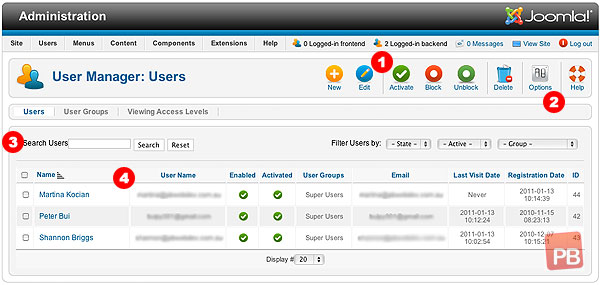 Administration
Joomla!
Site Users Menus Content Components Extensions Help 0 Logged-in frontend 2 Logged-in backend 0 Messages View Site Log out
User Manager: Users
New Edit Activate Block Unblock Delete Options Help
1
2
Users User Groups Viewing Access Levels
3
Search Users Search Reset Filter Users by: - State - - Active - - Group -
4
Name User Name Enabled Activated User Groups Email Last Visit Date Registration Date ID
Martina Kocian Super Users Never 2011-01-13 10:14:39 44
Peter Bui Super Users 2011-01-13 10:12:24 2010-11-15 08:23:13 42
Shannon Briggs Super Users 2011-01-13 10:02:54 2010-12-07 10:15:21 43
Display # 20
PB